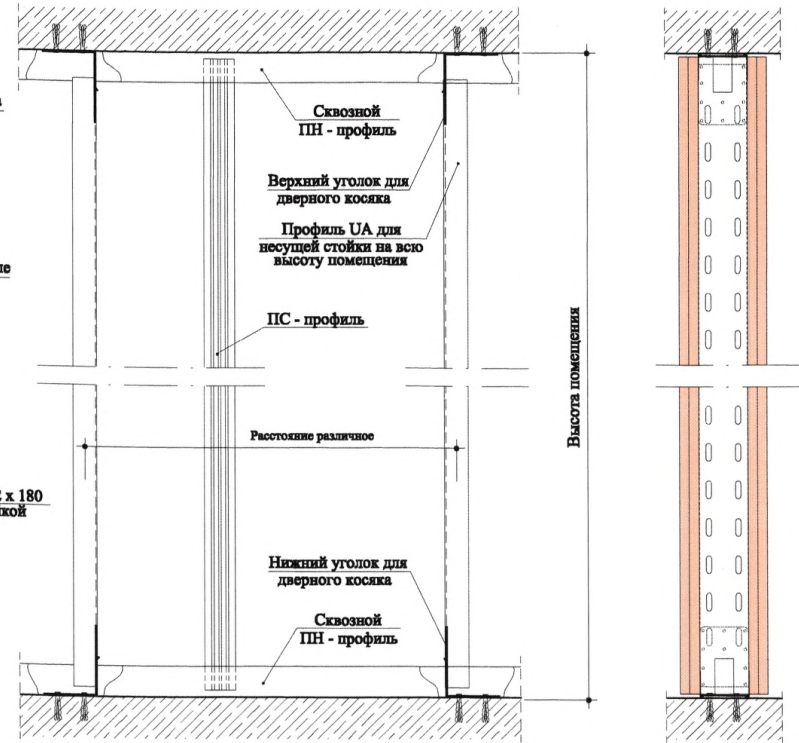 Сквозной
ПН - профиль
Верхний уголок для
дверного косяка
Профиль UA для
несущей стойки на всю
высоту помещения
ПС - профиль
Высота помещения
Расстояние различное
х 180
Нижний уголок для
дверного косяка
Сквозной
ПН - профиль